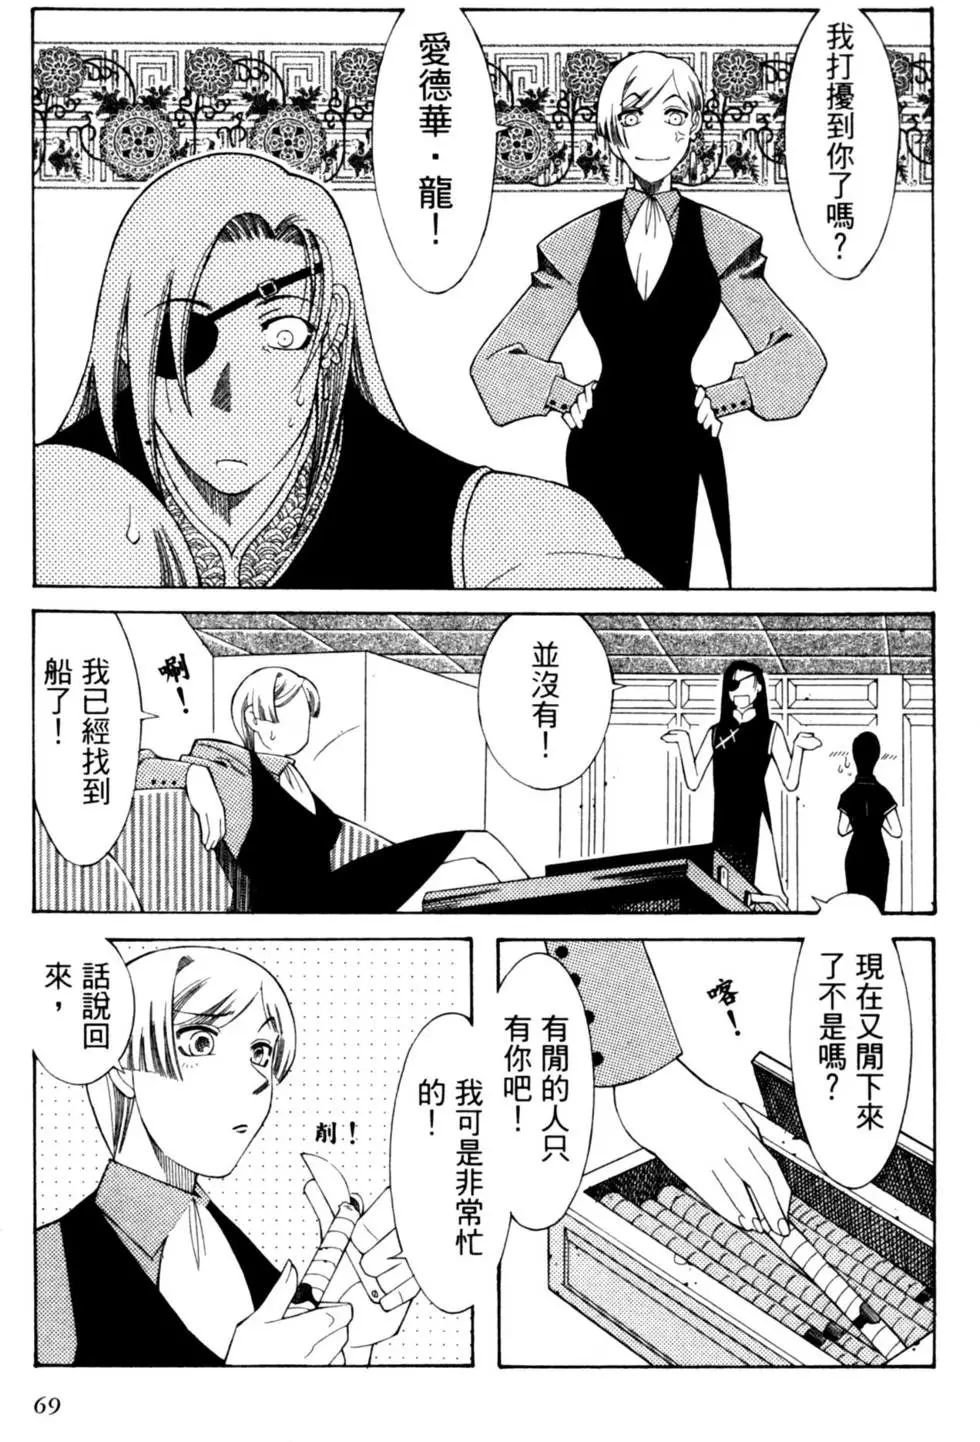 我打擾到你了嗎？
愛德華．龍！
並沒有！
唰！
我已經找到
船了！
現在又閒下來
了不是嗎？
喀！
有閒的人只
有你吧！
我可是非常忙
的！
削！
話說回
來，
69